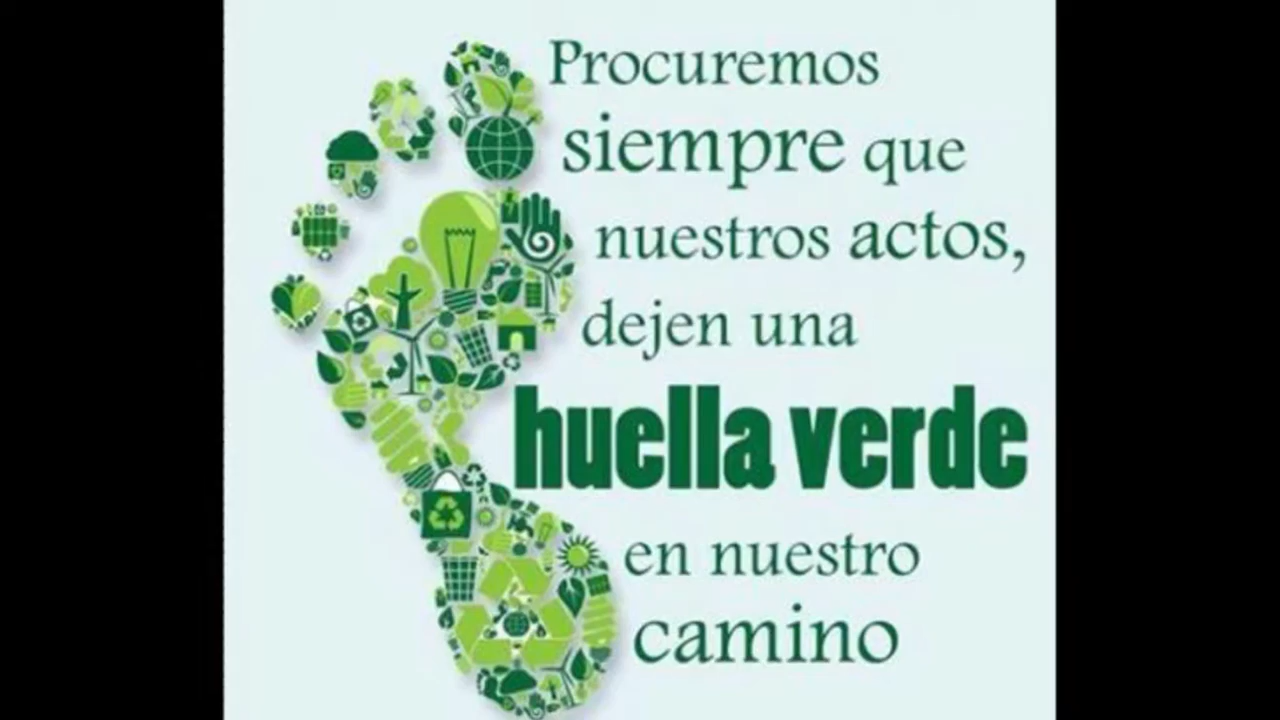 Procuremos
siempre que
nuestros actos,
dejen una
huella verde
en nuestro
camino